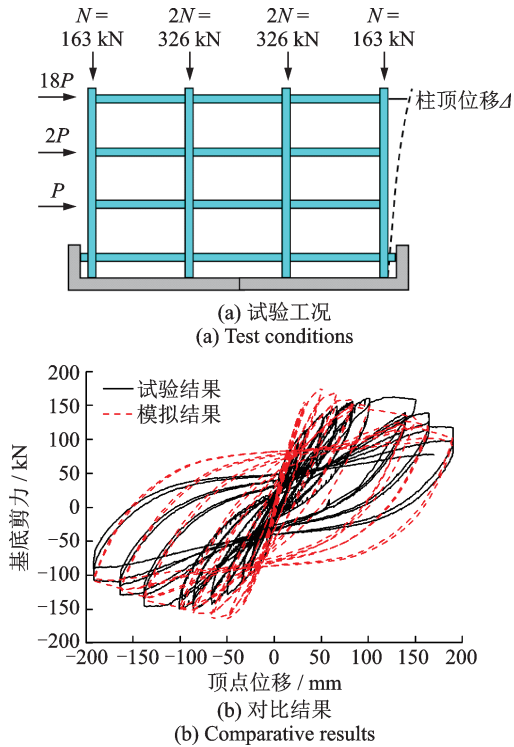 N = 2N = 2N = N =
163 kN 326 kN 326 kN 163 kN
18P
柱顶位移Δ
2P
P
(a) 试验工况
(a) Test conditions
200
150
100
50
0
−50
−100
−150
−200
基底剪力 / kN
试验结果
模拟结果
−200 −150 −100 −50 0 50 100 150 200
顶点位移 / mm
(b) 对比结果
(b) Comparative results